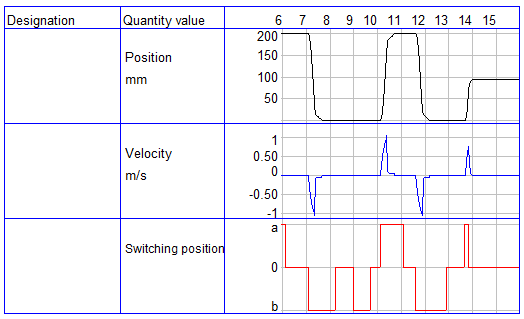 Designation Quantity value 6 7 8 9 10 11 12 13 14 15
200
Position
150
mm
100
50
1
Velocity
0.50
m/s
0
-0.50
-1
a
Switching position
0
b